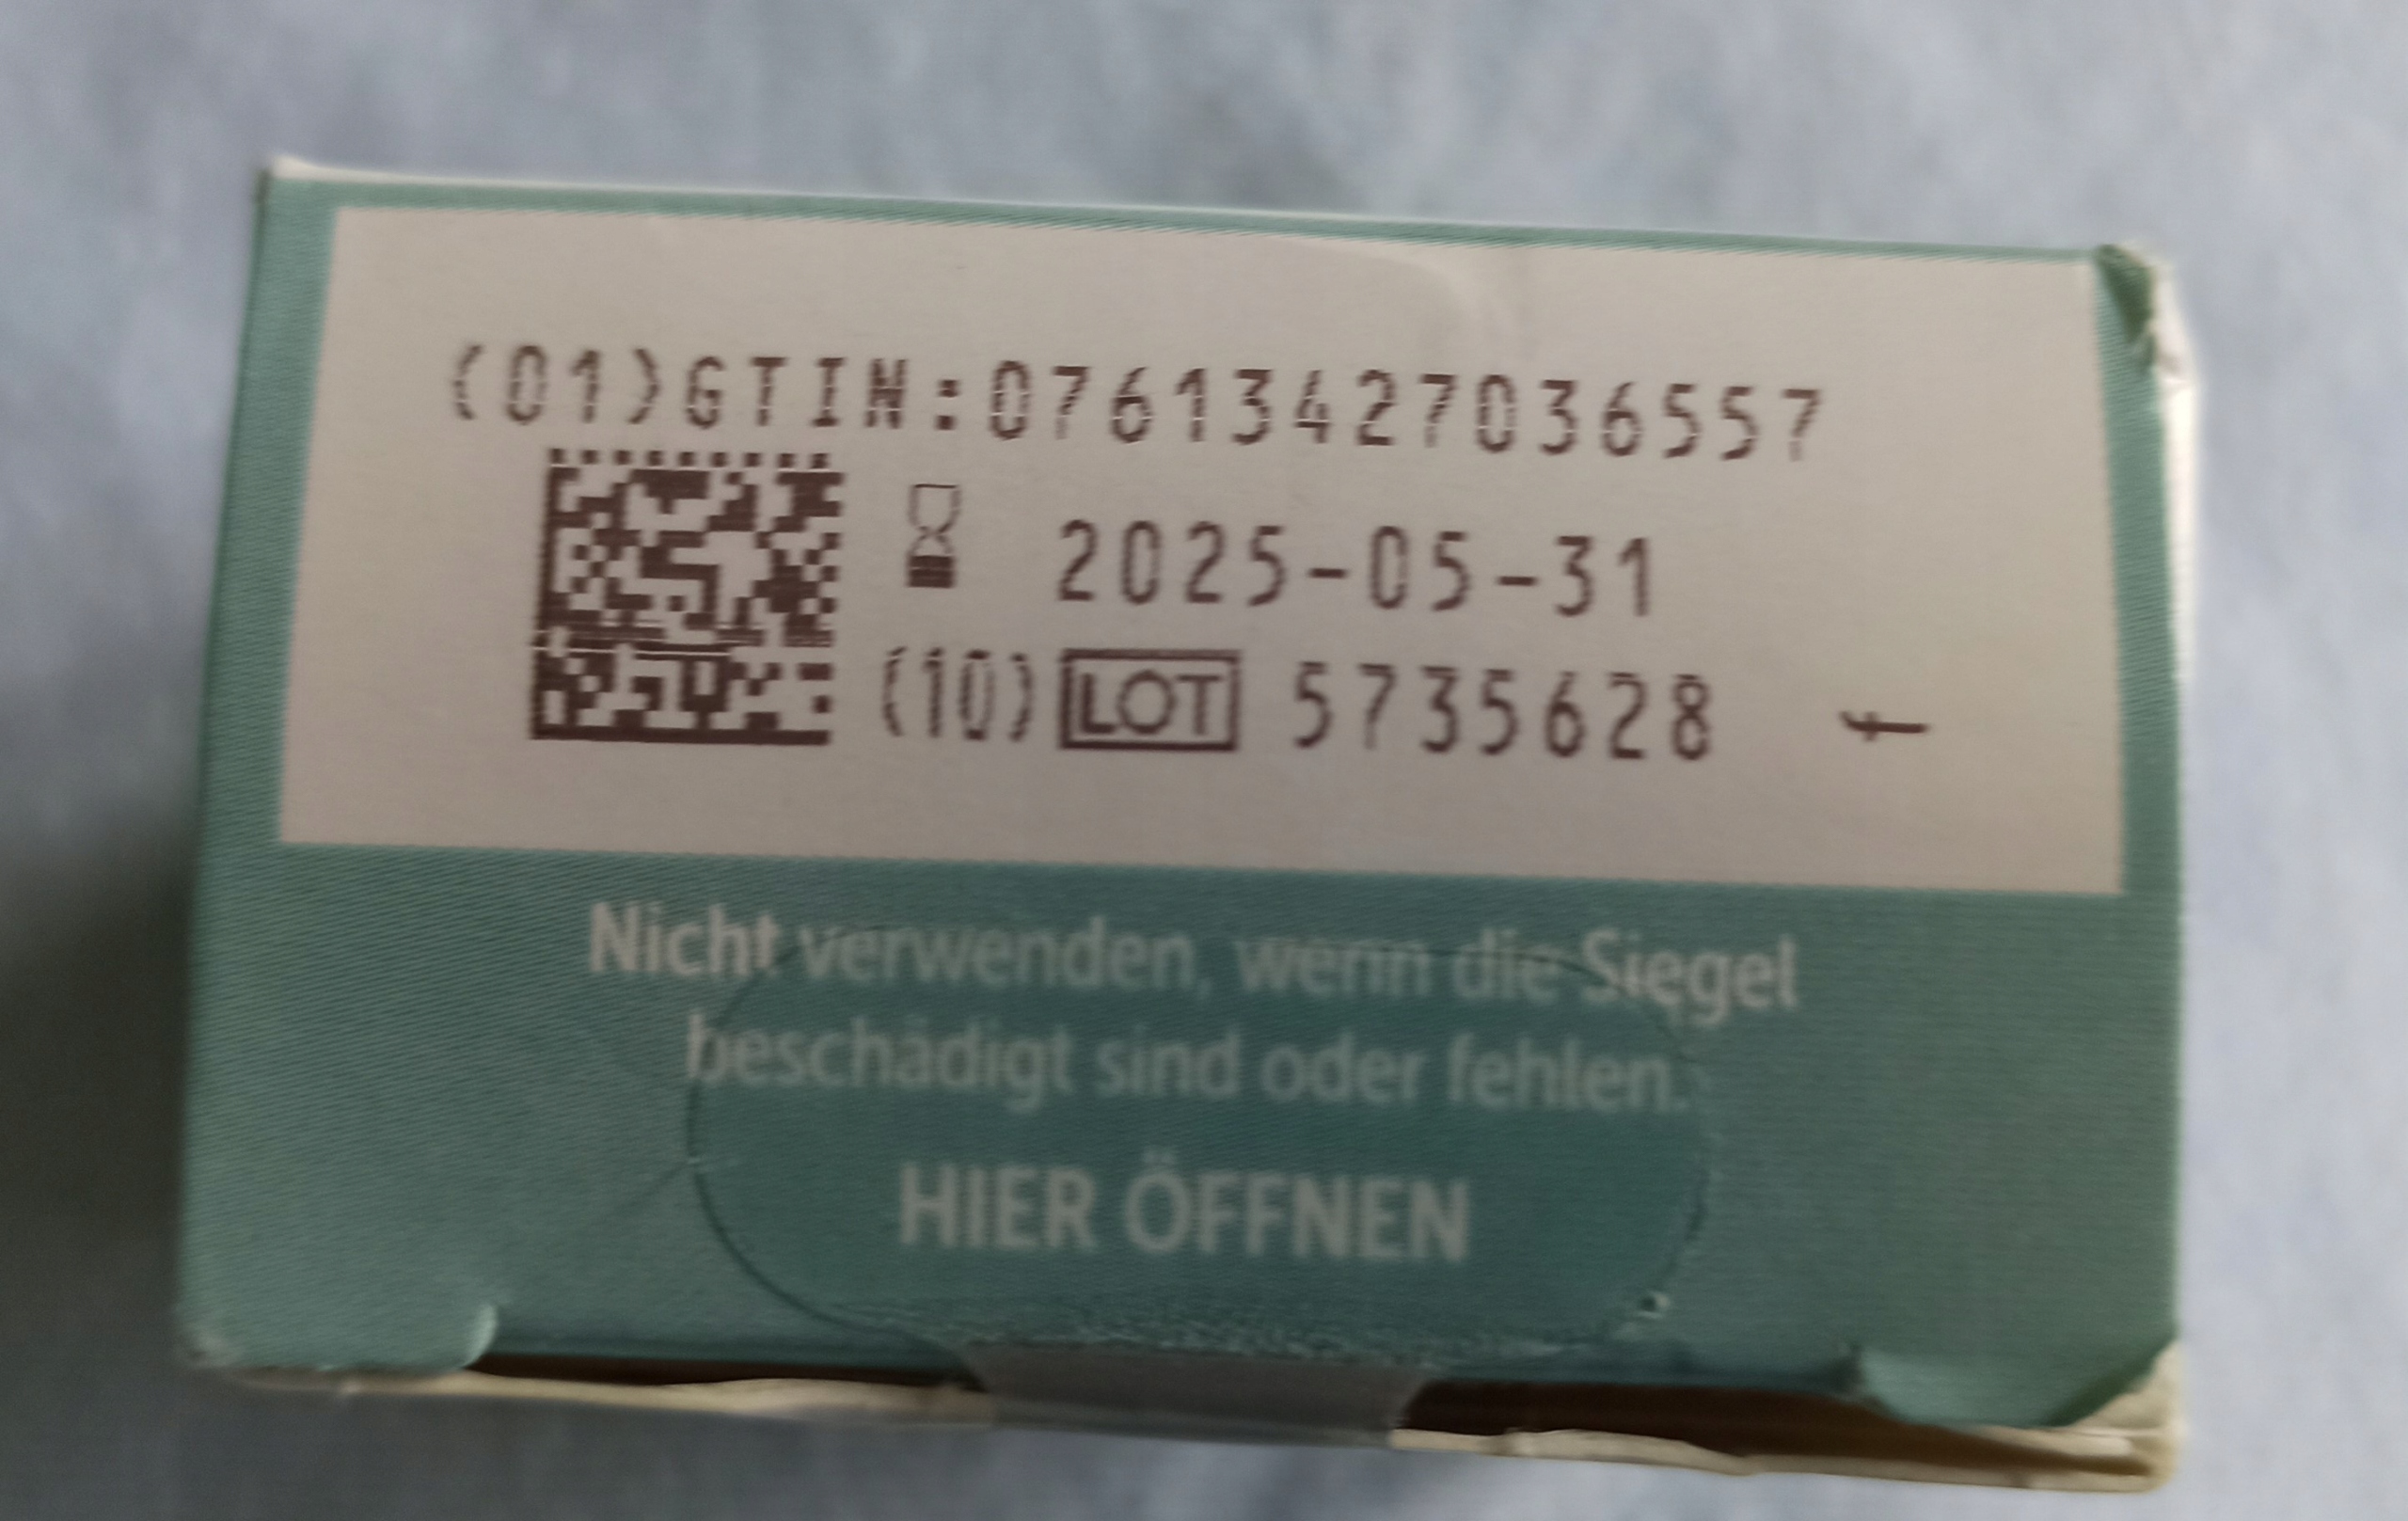 (01)GTIN:07613427036557
2025-05-31
(10) LOT 5735628
f
Nicht verwenden, wenn die Siegel
beschädigt sind oder fehlen.
HIER ÖFFNEN